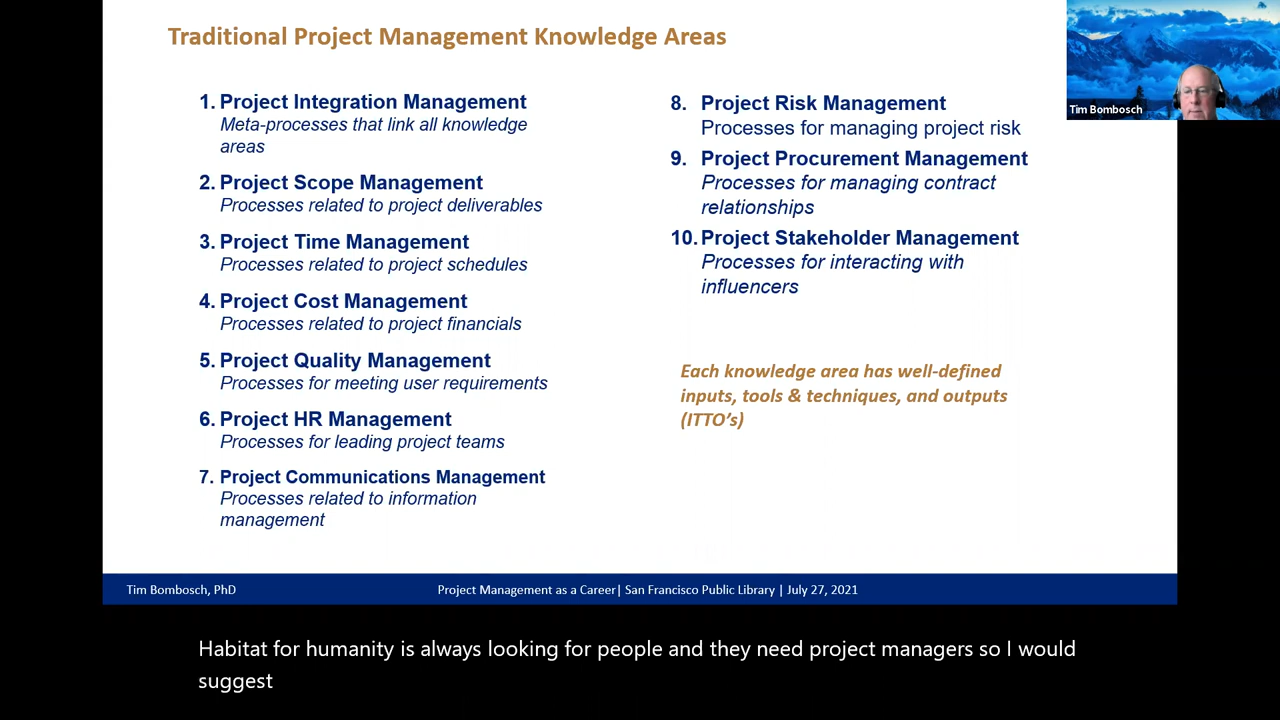 Traditional Project Management Knowledge Areas
1. Project Integration Management
Meta-processes that link all knowledge
areas
2. Project Scope Management
Processes related to project deliverables
3. Project Time Management
Processes related to project schedules
4. Project Cost Management
Processes related to project financials
5. Project Quality Management
Processes for meeting user requirements
6. Project HR Management
Processes for leading project teams
7. Project Communications Management
Processes related to information
management
8. Project Risk Management
Processes for managing project risk
9. Project Procurement Management
Processes for managing contract
relationships
10. Project Stakeholder Management
Processes for interacting with
influencers
Each knowledge area has well-defined
inputs, tools & techniques, and outputs
(ITTO's)
Tim Bombosch
Tim Bombosch, PhD
Project Management as a Career| San Francisco Public Library | July 27, 2021
Habitat for humanity is always looking for people and they need project managers so I would
suggest